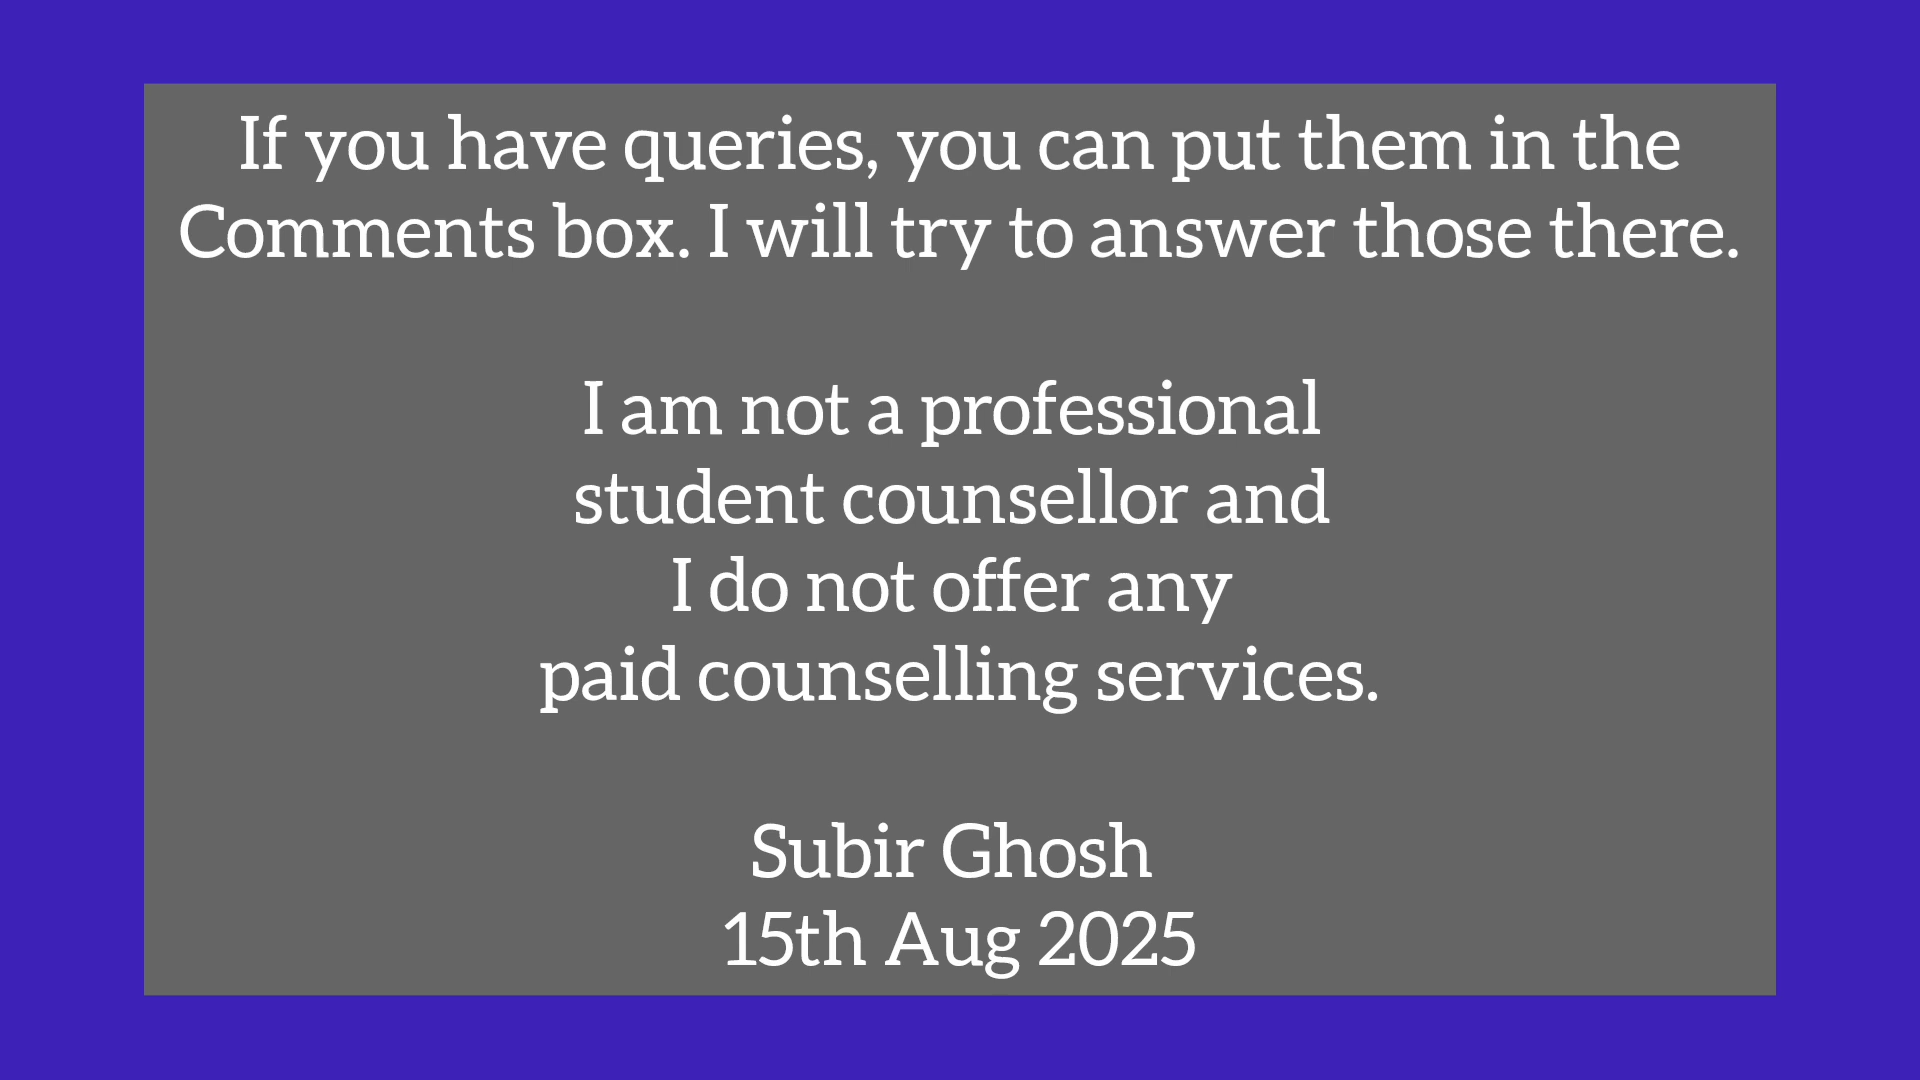 If you have queries, you can put them in the
Comments box. I will try to answer those there.
I am not a professional
student counsellor and
I do not offer any
paid counselling services.
Subir Ghosh
15th Aug 2025